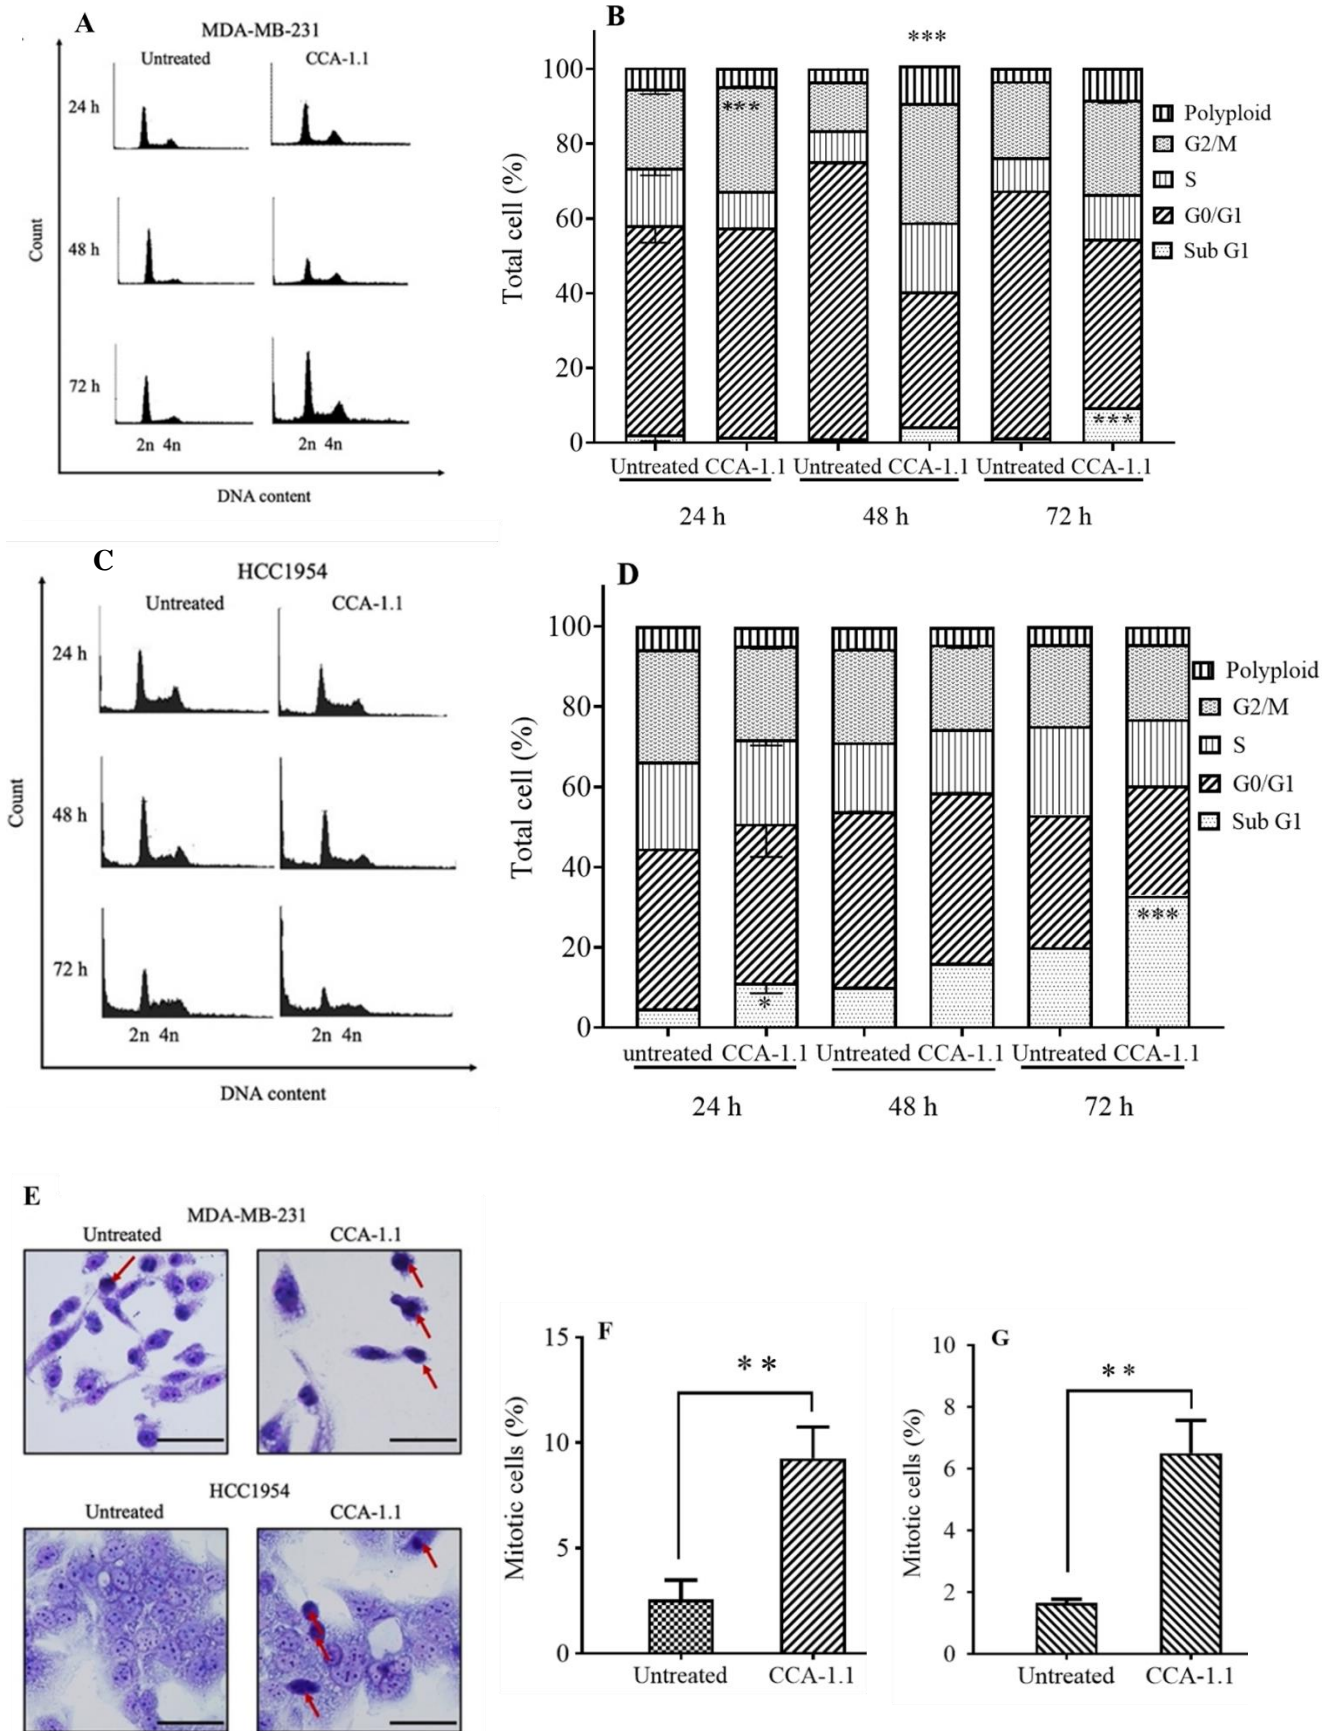 A
MDA-MB-231
Untreated CCA-1.1
24 h
48 h
72 h
Count
2n 4n 2n 4n
DNA content
B
***
100
80
60
40
20
0
Total cell (%)
***
***
Polyploid
G2/M
S
G0/G1
Sub G1
Untreated CCA-1.1 Untreated CCA-1.1 Untreated CCA-1.1
24 h 48 h 72 h
C
HCC1954
Untreated CCA-1.1
24 h
48 h
72 h
Count
2n 4n 2n 4n
DNA content
D
100
80
60
40
20
0
Total cell (%)
*
***
Polyploid
G2/M
S
G0/G1
Sub G1
untreated CCA-1.1 Untreated CCA-1.1 Untreated CCA-1.1
24 h 48 h 72 h
E
MDA-MB-231
Untreated CCA-1.1
HCC1954
Untreated CCA-1.1
F
15
10
5
0
Mitotic cells (%)
**
Untreated CCA-1.1
G
10
8
6
4
2
0
Mitotic cells (%)
**
Untreated CCA-1.1